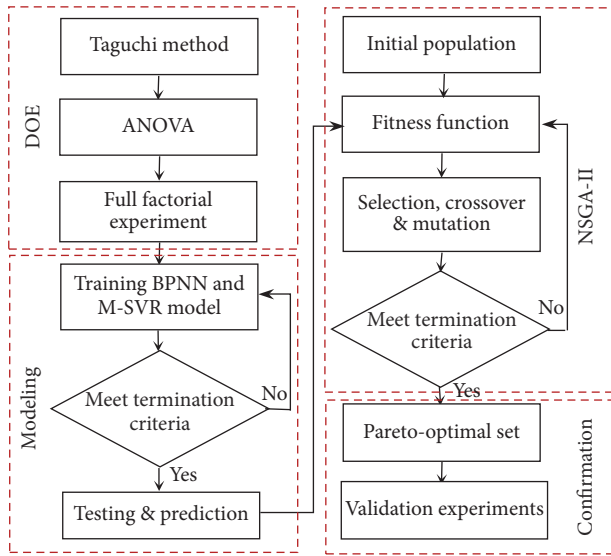 DOE
Taguchi method
ANOVA
Full factorial
experiment
Modeling
Training BPNN and
M-SVR model
Meet termination
criteria
No
Yes
Testing & prediction
NSGA-II
Initial population
Fitness function
Selection, crossover
& mutation
Meet termination
criteria
No
Yes
Confirmation
Pareto-optimal set
Validation experiments